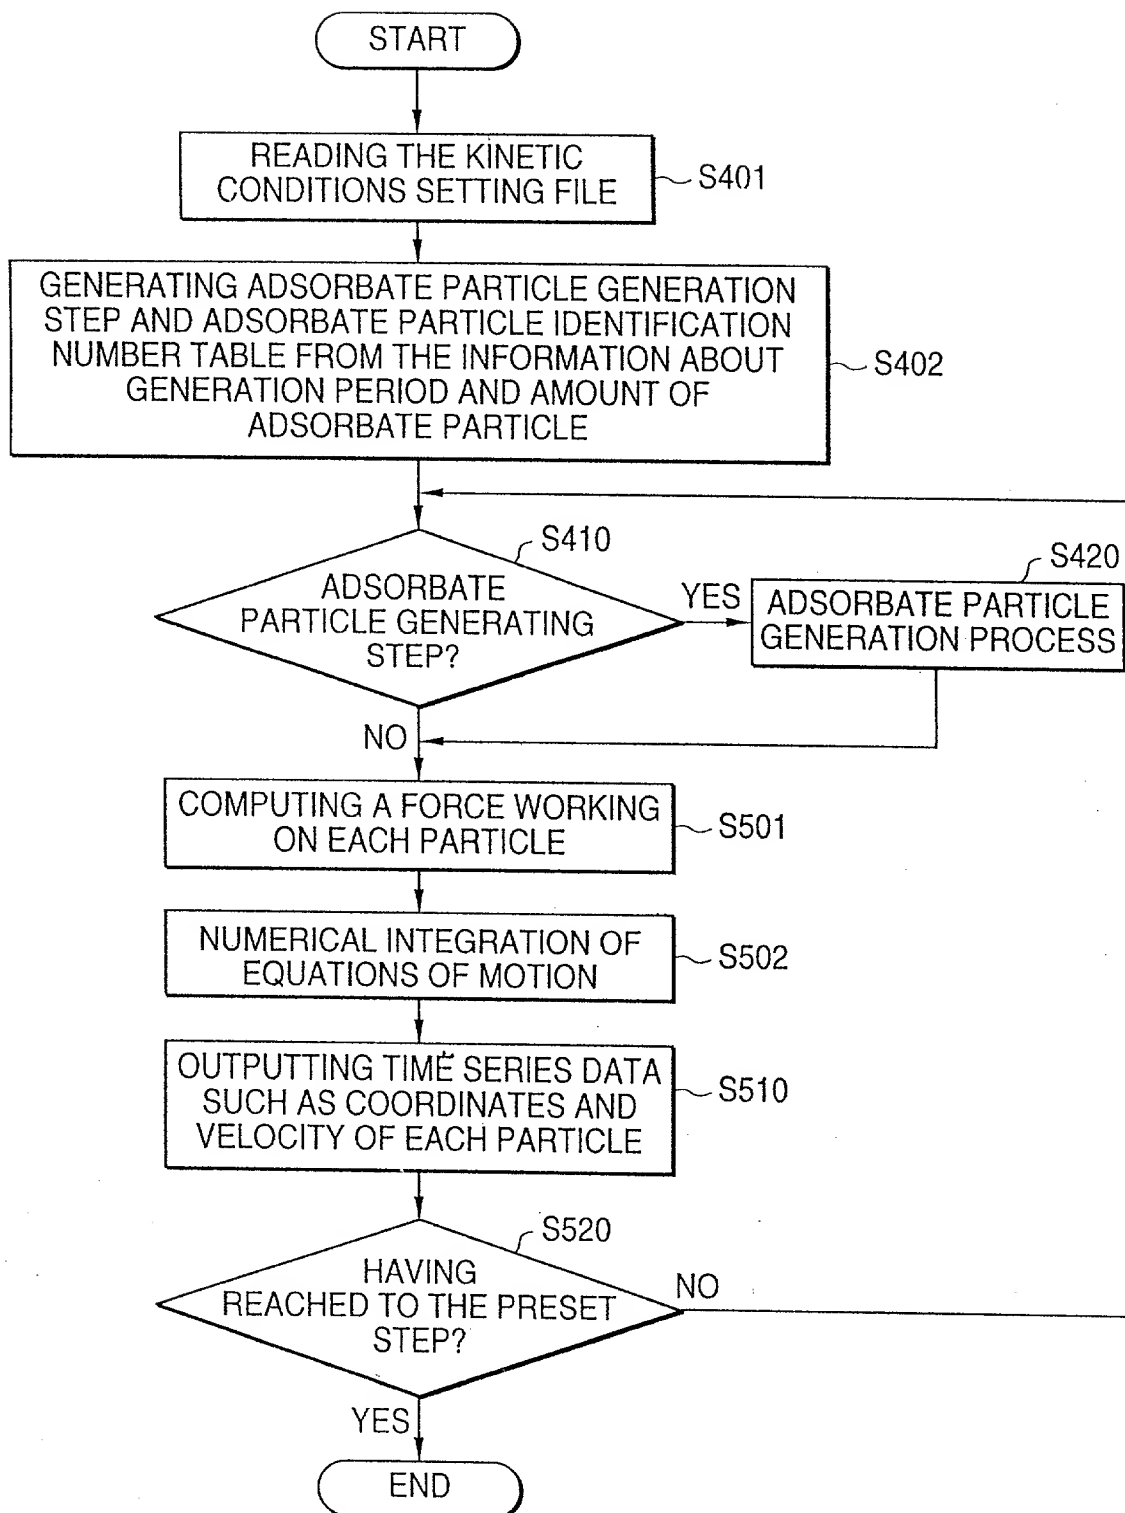 START
READING THE KINETIC
CONDITIONS SETTING FILE
S401
GENERATING ADSORBATE PARTICLE GENERATION
STEP AND ADSORBATE PARTICLE IDENTIFICATION
NUMBER TABLE FROM THE INFORMATION ABOUT
GENERATION PERIOD AND AMOUNT OF
ADSORBATE PARTICLE
S402
S410
ADSORBATE
PARTICLE GENERATING
STEP?
YES
S420
ADSORBATE PARTICLE
GENERATION PROCESS
NO
COMPUTING A FORCE WORKING
ON EACH PARTICLE
S501
NUMERICAL INTEGRATION OF
EQUATIONS OF MOTION
S502
OUTPUTTING TIME SERIES DATA
SUCH AS COORDINATES AND
VELOCITY OF EACH PARTICLE
S510
S520
HAVING
REACHED TO THE PRESET
STEP?
NO
YES
END